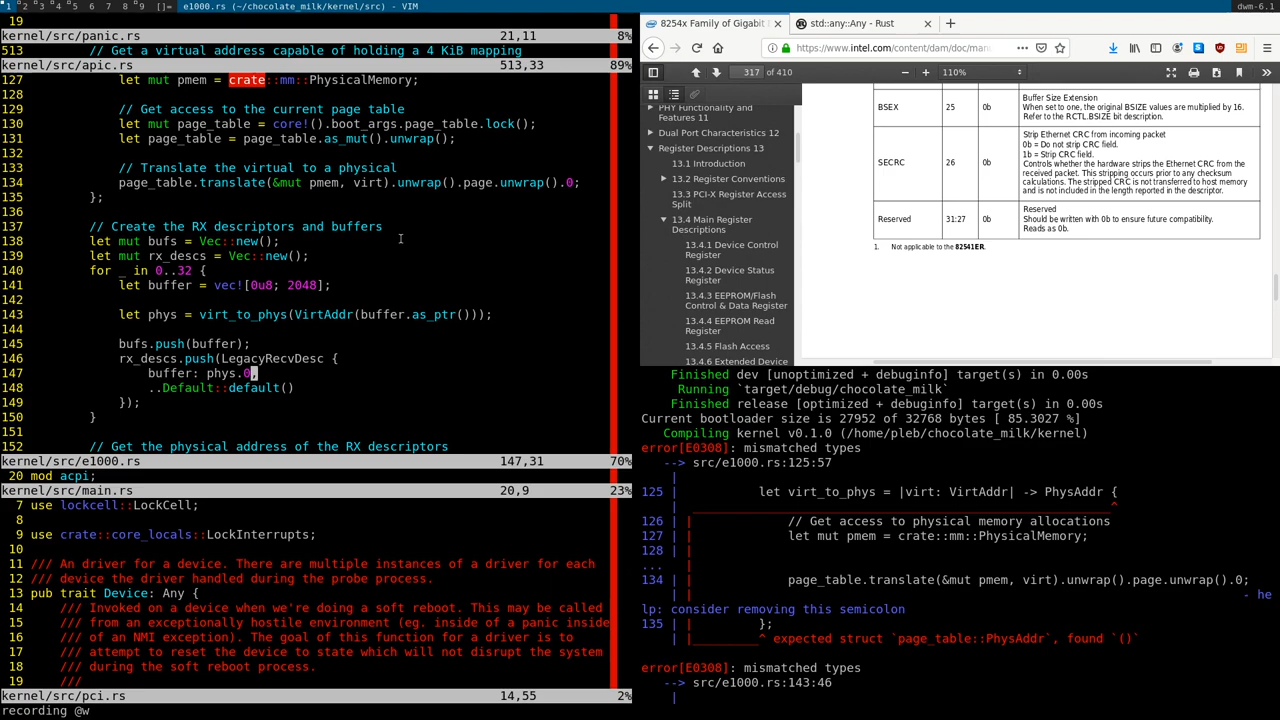 1 2 3 4 5 6 7 8 9 []= e1000.rs (~/chocolate_milk/kernel/src) - VIM
dwm-6.1
19
kernel/src/panic.rs 21,11 8%
513 // Get a virtual address capable of holding a 4 KiB mapping
kernel/src/apic.rs 513,33 89%
127 let mut pmem = crate::mm::PhysicalMemory;
128
129 // Get access to the current page table
130 let mut page_table = core!().boot_args.page_table.lock();
131 let page_table = page_table.as_mut().unwrap();
132
133 // Translate the virtual to a physical
134 page_table.translate(&mut pmem, virt).unwrap().page.unwrap().0;
135 };
136
137 // Create the RX descriptors and buffers
138 let mut bufs = Vec::new();
139 let mut rx_descs = Vec::new();
140 for _ in 0..32 {
141 let buffer = vec![0u8; 2048];
142
143 let phys = virt_to_phys(VirtAddr(buffer.as_ptr()));
144
145 bufs.push(buffer);
146 rx_descs.push(LegacyRecvDesc {
147 buffer: phys.0,
148 ..Default::default()
149 });
150 }
151
152 // Get the physical address of the RX descriptors
kernel/src/e1000.rs 147,31 70%
20 mod acpi;
kernel/src/main.rs 20,9 23%
7 use lockcell::LockCell;
8
9 use crate::core_locals::LockInterrupts;
10
11 /// An driver for a device. There are multiple instances of a driver for each
12 /// device the driver handled during the probe process.
13 pub trait Device: Any {
14 /// Invoked on a device when we're doing a soft reboot. This may be called
15 /// from an exceptionally hostile environment (eg. inside of a panic inside
16 /// of an NMI exception). The goal of this function for a driver is to
17 /// attempt to reset the device to state which will not disrupt the system
18 /// during the soft reboot process.
19 ///
kernel/src/pci.rs 14,55 2%
recording @w
8254x Family of Gigabit
std::any::Any - Rust
https://www.intel.com/content/dam/doc/man
317 of 410
110%
PHY Functionality and
Features 11
Dual Port Characteristics 12
Register Descriptions 13
13.1 Introduction
13.2 Register Conventions
13.3 PCI-X Register Access
Split
13.4 Main Register
Descriptions
13.4.1 Device Control
Register
13.4.2 Device Status
Register
13.4.3 EEPROM/Flash
Control & Data Register
13.4.4 EEPROM Read
Register
13.4.5 Flash Access
13.4.6 Extended Device
BSEX 25 0b
Buffer Size Extension
When set to one, the original BSIZE values are multiplied by 16.
Refer to the RCTL.BSIZE bit description.
SECRC 26 0b
Strip Ethernet CRC from incoming packet
0b = Do not strip CRC field.
1b = Strip CRC field.
Controls whether the hardware strips the Ethernet CRC from the
received packet. This stripping occurs prior to any checksum
calculations. The stripped CRC is not transferred to host memory
and is not included in the length reported in the descriptor.
Reserved 31:27 0b
Reserved
Should be written with 0b to ensure future compatibility.
Reads as 0b.
1. Not applicable to the 82541ER.
Finished dev [unoptimized + debuginfo] target(s) in 0.00s
Running `target/debug/chocolate_milk`
Finished release [optimized + debuginfo] target(s) in 0.00s
Current bootloader size is 27952 of 32768 bytes [ 85.3027 %]
Compiling kernel v0.1.0 (/home/pleb/chocolate_milk/kernel)
error[E0308]: mismatched types
--> src/e1000.rs:125:57
|
125 | let virt_to_phys = |virt: VirtAddr| -> PhysAddr {
| _________________________________________________________^
126 | | // Get access to physical memory allocations
127 | | let mut pmem = crate::mm::PhysicalMemory;
128 | |
... |
134 | | page_table.translate(&mut pmem, virt).unwrap().page.unwrap().0;
| | - he
lp: consider removing this semicolon
135 | | };
| |_________^ expected struct `page_table::PhysAddr`, found `()`
error[E0308]: mismatched types
--> src/e1000.rs:143:46
|